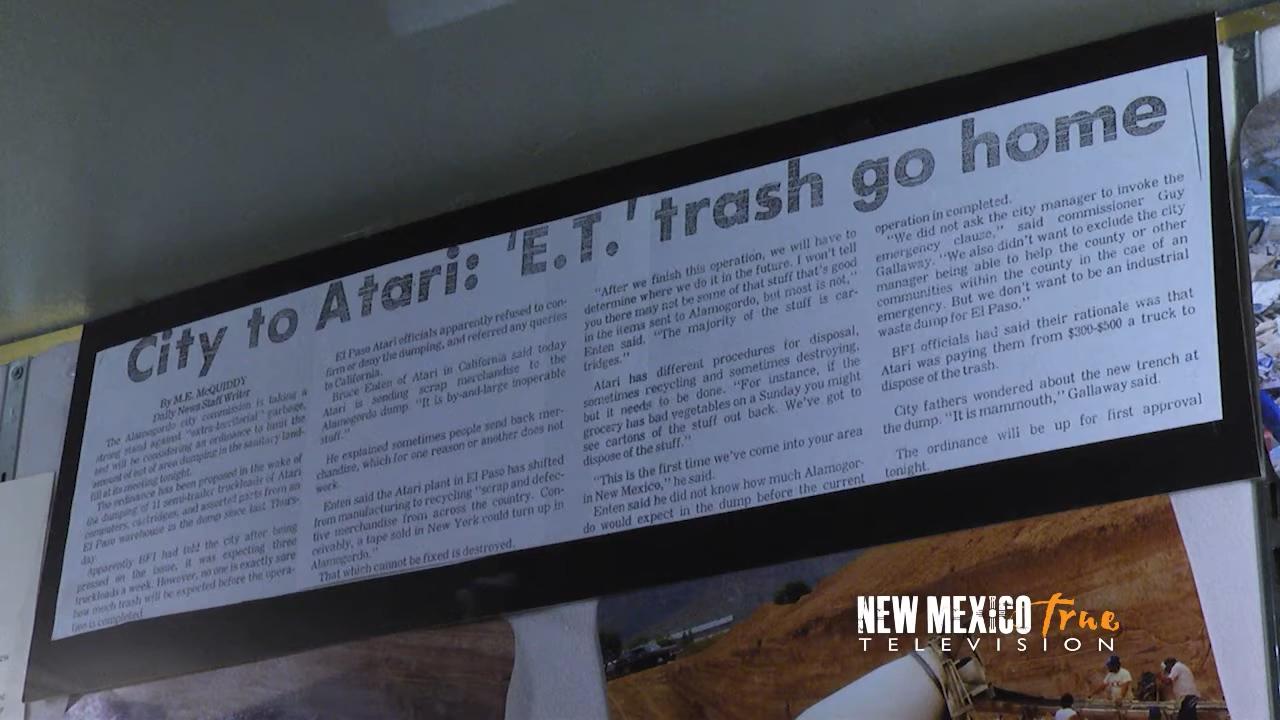 City to Atari: 'E.T.' trash go home
By M.E. McQUIDDY
Daily News Staff Writer
The Alamogordo city commission is taking a
strong stand against "extra-territorial" garbage,
and will be considering an ordinance to limit the
amount of out of area dumping in the sanitary land-
fill at its meeting tonight.
The ordinance has been proposed in the wake of
the dumping of 11 semi-trailer truckloads of Atari
computers, cartridges, and assorted parts from an
El Paso warehouse in the dump since last Thurs-
day.
Apparently BFI had told the city after being
pressed on the issue, it was expecting three
truckloads a week. However, no one is exactly sure
how much trash will be expected before the opera-
tion is completed.
El Paso Atari officials apparently refused to con-
firm or deny the dumping, and referred any queries
to California.
Bruce Enten of Atari in California said today
Atari is sending scrap merchandise to the
Alamogordo dump. "It is by-and-large inoperable
stuff."
He explained sometimes people send back mer-
chandise, which for one reason or another does not
work.
Enten said the Atari plant in El Paso has shifted
from manufacturing to recycling "scrap and defec-
tive merchandise from across the country. Con-
ceivably, a tape sold in New York could turn up in
Alamogordo."
That which cannot be fixed is destroyed.
"After we finish this operation, we will have to
determine where we do it in the future. I won't tell
you there may not be some of that stuff that's good
in the items sent to Alamogordo, but most is not,"
Enten said. "The majority of the stuff is car-
tridges."
Atari has different procedures for disposal,
sometimes recycling and sometimes destroying,
but it needs to be done. "For instance, if the
grocery has bad vegetables on a Sunday you might
see cartons of the stuff out back. We've got to
dispose of the stuff."
"This is the first time we've come into your area
in New Mexico," he said.
Enten said he did not know how much Alamogor-
do would expect in the dump before the current
operation in completed.
"We did not ask the city manager to invoke the
emergency clause," said commissioner Guy
Gallaway. "We also didn't want to exclude the city
manager being able to help the county or other
communities within the county in the cae of an
emergency. But we don't want to be an industrial
waste dump for El Paso."
BFI officials had said their rationale was that
Atari was paying them from $300-$500 a truck to
dispose of the trash.
City fathers wondered about the new trench at
the dump. "It is mammoth," Gallaway said.
The ordinance will be up for first approval
tonight.
NEW MEXICO True
TELEVISION